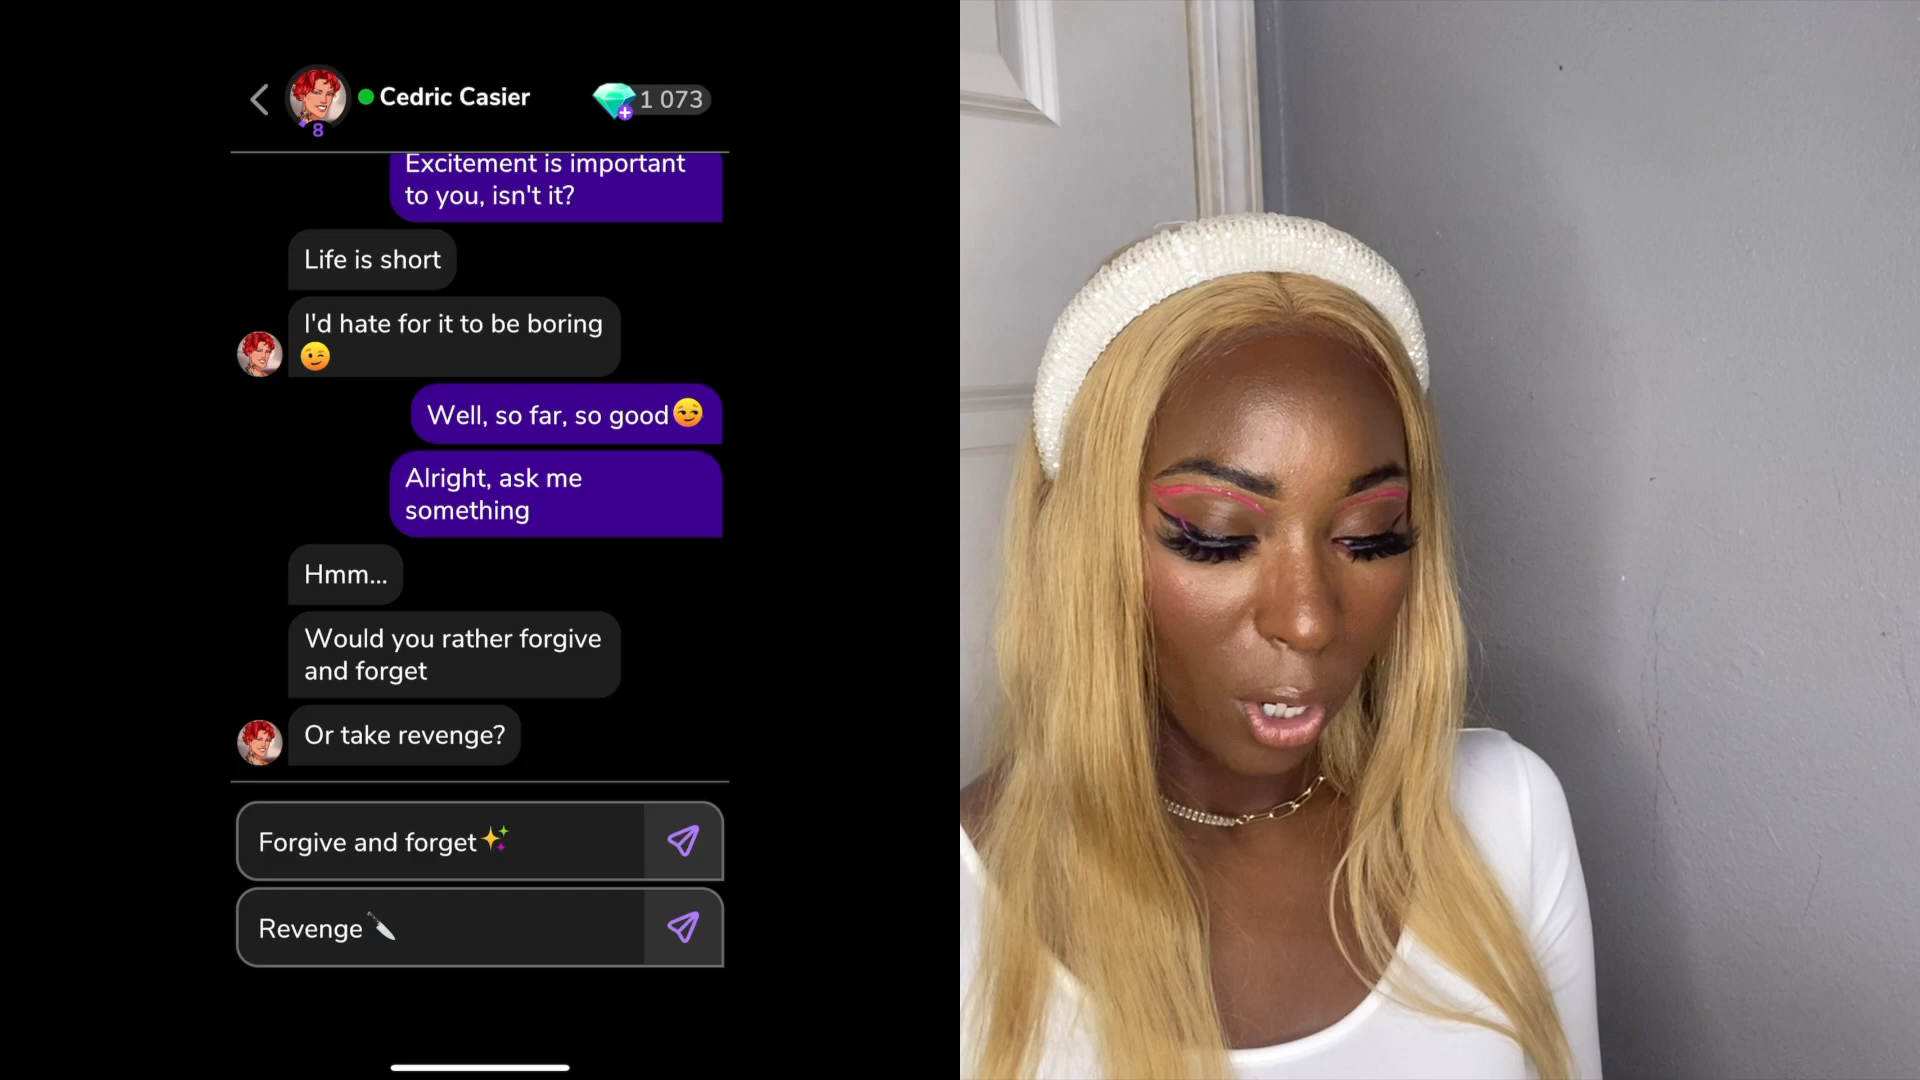 Cedric Casier
1 073
8
Excitement is important
to you, isn't it?
Life is short
I'd hate for it to be boring
😉
Well, so far, so good😏
Alright, ask me
something
Hmm...
Would you rather forgive
and forget
Or take revenge?
Forgive and forget✨
Revenge 🔪